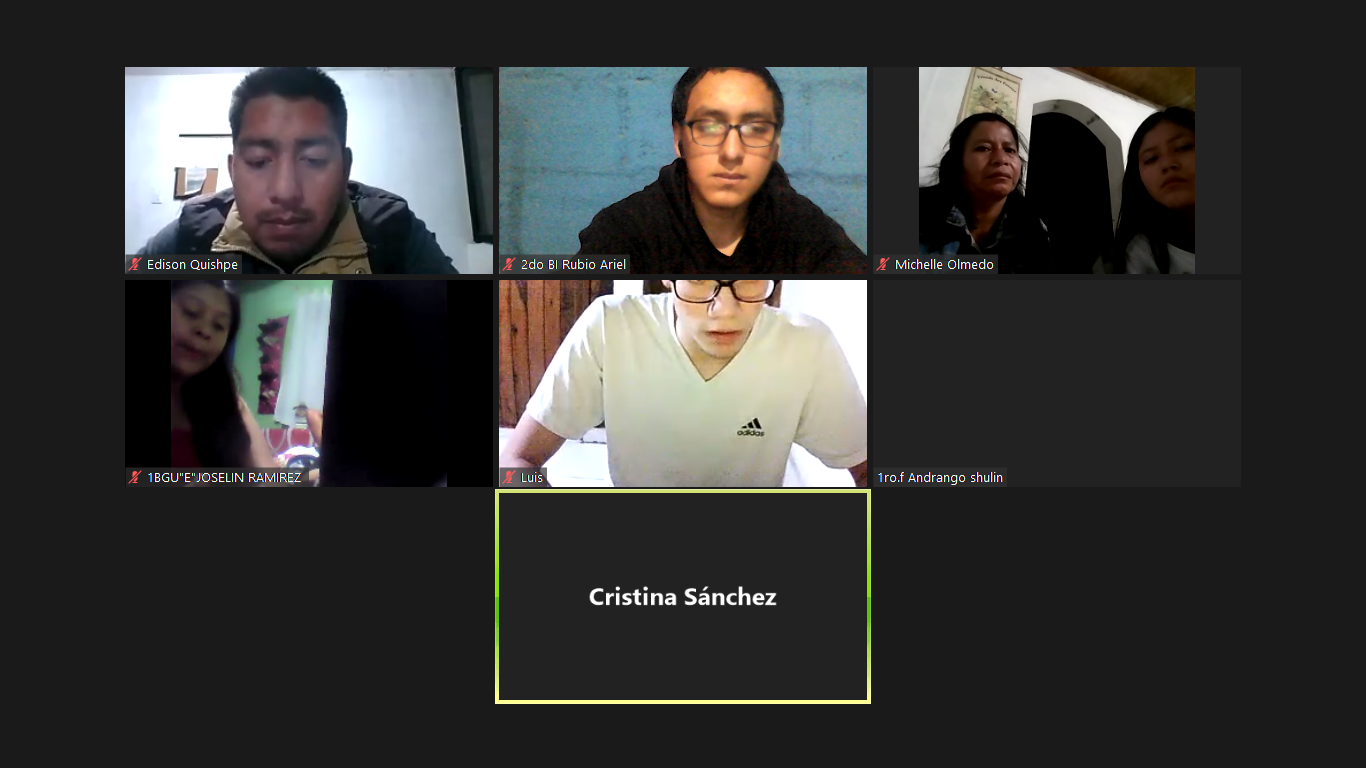 Edison Quishpe
2do BI Rubio Ariel
Michelle Olmedo
1BGU"E"JOSELIN RAMIREZ
adidas
Luis
1ro.f Andrango shulin
Cristina Sánchez